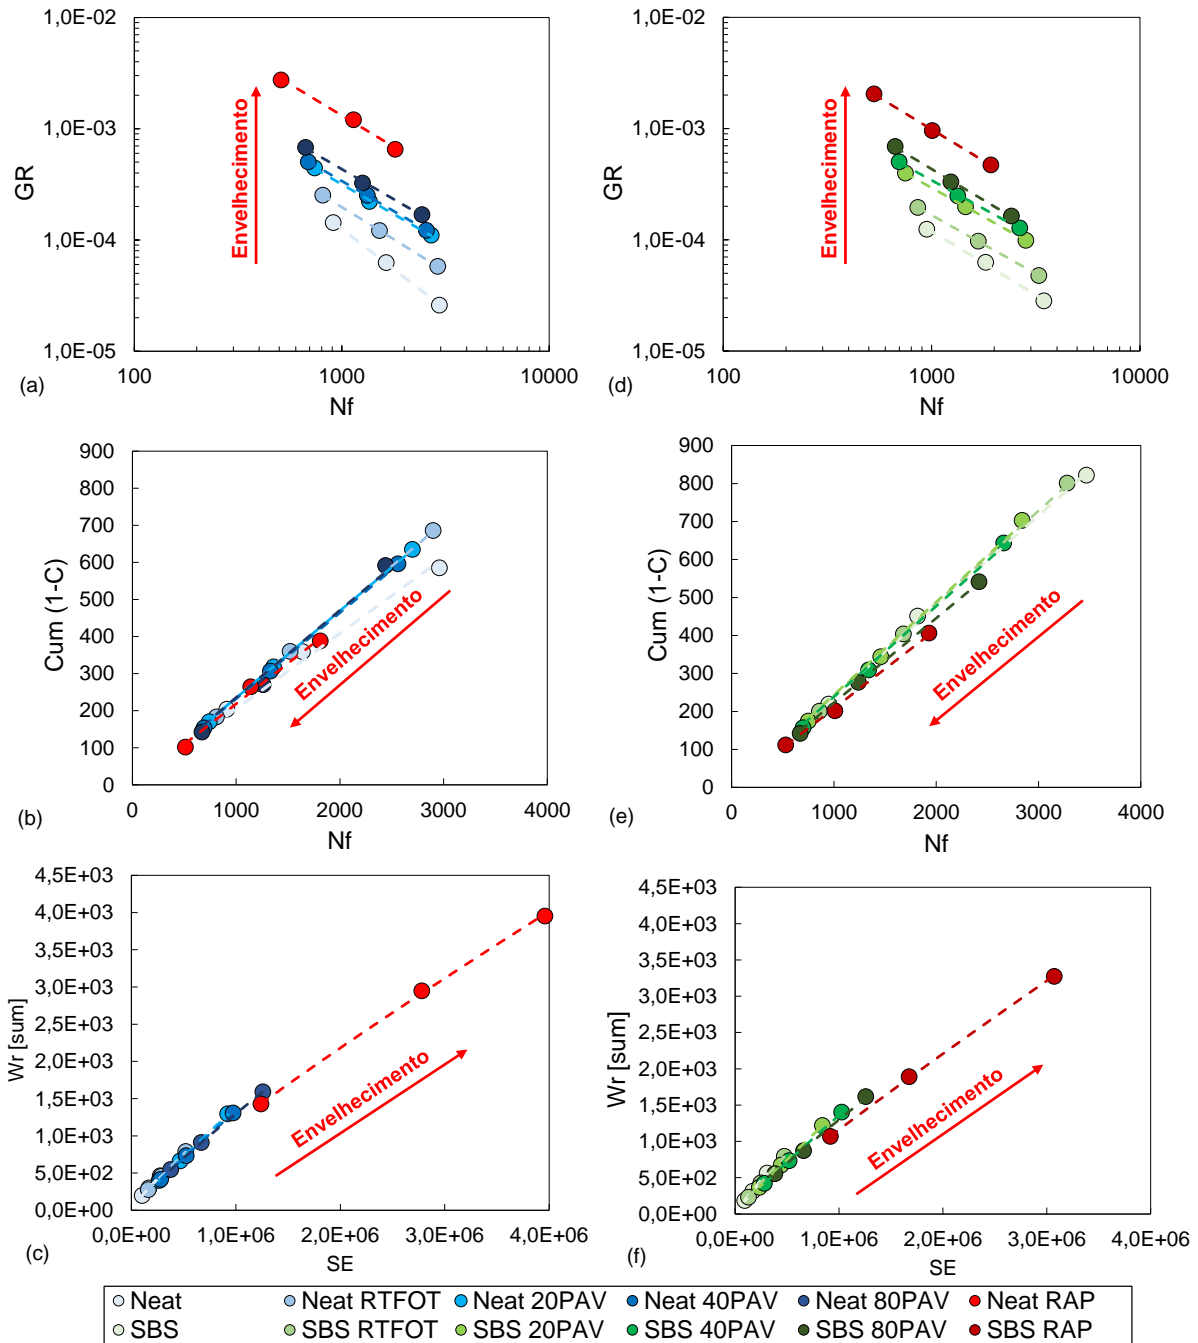 1,0E-02
1,0E-03
1,0E-04
1,0E-05
GR
Envelhecimento
100
1000
10000
(a)
Nf
1,0E-02
1,0E-03
1,0E-04
1,0E-05
GR
Envelhecimento
100
1000
10000
(d)
Nf
900
800
700
600
500
400
300
200
100
0
Cum (1-C)
Envelhecimento
0
1000
2000
3000
4000
(b)
Nf
900
800
700
600
500
400
300
200
100
0
Cum (1-C)
Envelhecimento
0
1000
2000
3000
4000
(e)
Nf
4,5E+03
4,0E+03
3,5E+03
3,0E+03
2,5E+03
2,0E+03
1,5E+03
1,0E+03
5,0E+02
0,0E+00
Wr [sum]
Envelhecimento
0,0E+00
1,0E+06
2,0E+06
3,0E+06
4,0E+06
(c)
SE
4,5E+03
4,0E+03
3,5E+03
3,0E+03
2,5E+03
2,0E+03
1,5E+03
1,0E+03
5,0E+02
0,0E+00
Wr [sum]
Envelhecimento
0,0E+00
1,0E+06
2,0E+06
3,0E+06
4,0E+06
(f)
SE
Neat Neat RTFOT Neat 20PAV Neat 40PAV Neat 80PAV Neat RAP
SBS SBS RTFOT SBS 20PAV SBS 40PAV SBS 80PAV SBS RAP